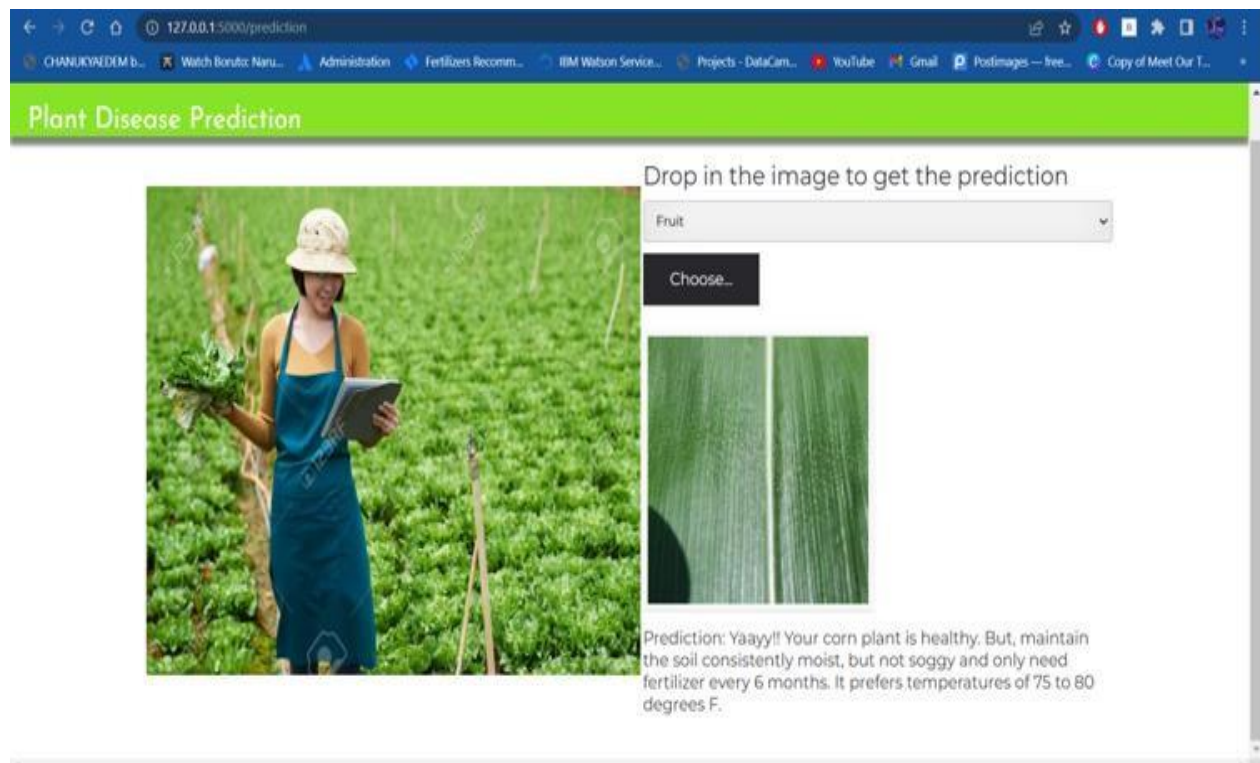 127.0.0.1:5000/prediction
CHANUKYAEDEM b...
Watch Boruto: Naru...
Administration
Fertilizers Recomm...
IBM Watson Service...
Projects - DataCam...
YouTube
Gmail
Postimages — free...
Copy of Meet Our T...
Plant Disease Prediction
Drop in the image to get the prediction
Fruit
Choose...
123RF
Prediction: Yaayy!! Your corn plant is healthy. But, maintain
the soil consistently moist, but not soggy and only need
fertilizer every 6 months. It prefers temperatures of 75 to 80
degrees F.